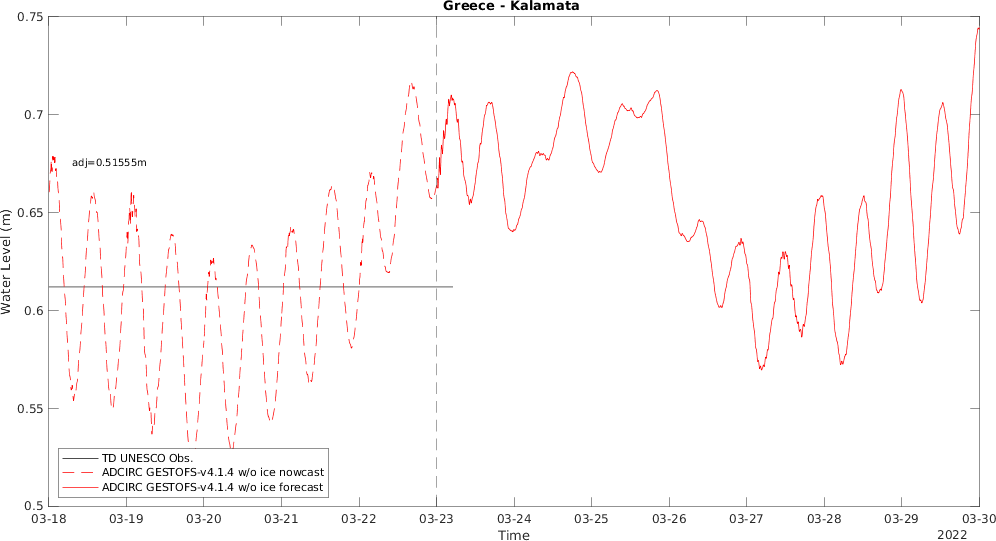 Greece - Kalamata
0.75
0.7
0.65
0.6
0.55
0.5
Water Level (m)
adj=0.51555m
TD UNESCO Obs.
ADCIRC GESTOFS-v4.1.4 w/o ice nowcast
ADCIRC GESTOFS-v4.1.4 w/o ice forecast
03-18 03-19 03-20 03-21 03-22 03-23 03-24 03-25 03-26 03-27 03-28 03-29 03-30
Time
2022